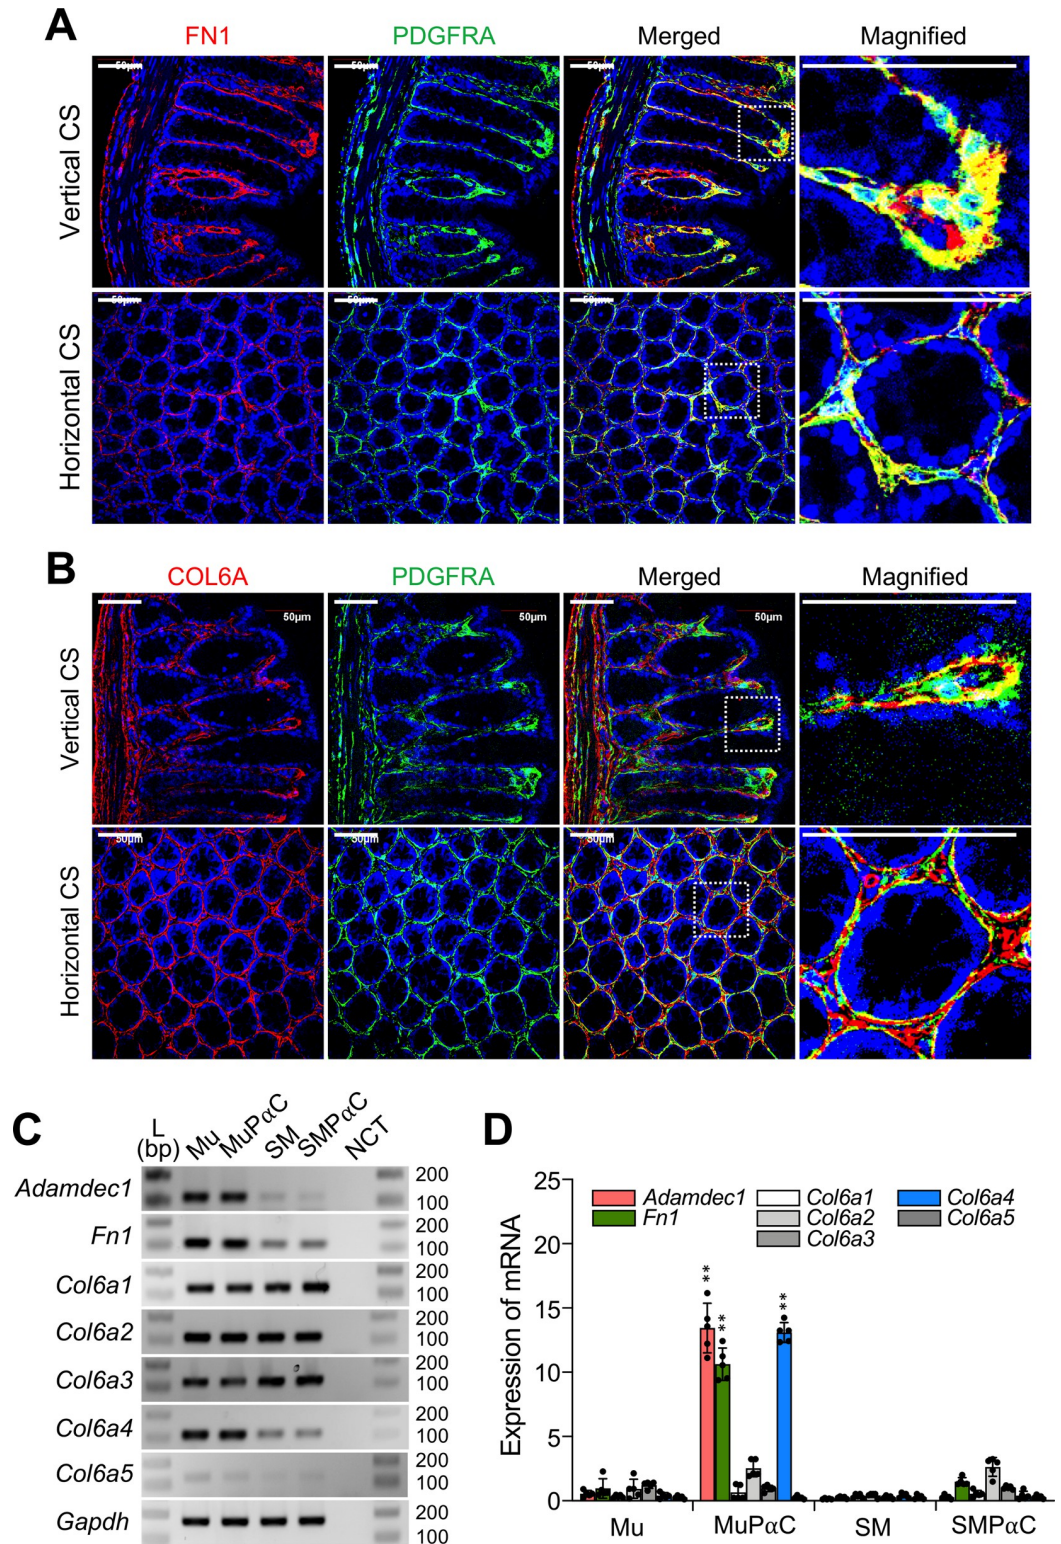 A
FN1 PDGFRA Merged Magnified
Vertical CS
50μm 50μm 50μm
Horizontal CS
50μm 50μm 50μm
B
COL6A PDGFRA Merged Magnified
Vertical CS
50μm 50μm 50μm
Horizontal CS
50μm 50μm 50μm
C
L (bp) Mu MuPαC SM SMPαC NCT
Adamdec1 200
100
Fn1 200
100
Col6a1 200
100
Col6a2 200
100
Col6a3 200
100
Col6a4 200
100
Col6a5 200
100
Gapdh 200
100
D
Expression of mRNA
25
20
15
10
5
0
Adamdec1 Col6a1 Col6a4
Fn1 Col6a2 Col6a5
Col6a3
** ** **
Mu MuPαC SM SMPαC